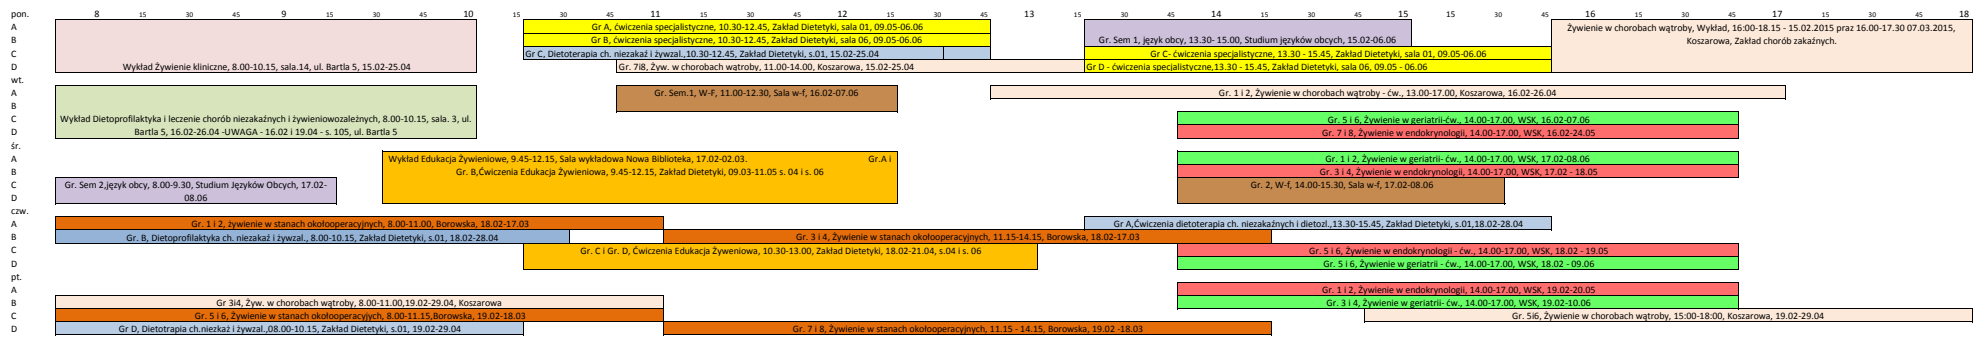 pon. 8 15 30 45 9 15 30 45 10 15 30 45 11 15 30 45 13 15 30 45 14 15 30 45 16 15 30 45 17 15 30 45 18
A Gr A, ćwiczenia specjalistyczne, 10.30-12.45, Zakład Dietetyki, sala 01, 09.05-06.06 Żywienie w chorobach wątroby, Wykład, 16:00-18.15 - 15.02.2015 praz 16.00-17.30 07.03.2015,
B Gr B, ćwiczenia specjalistyczne, 10.30-12.45, Zakład Dietetyki, sala 06, 09.05-06.06 Gr. Sem 1, język obcy, 13.30- 15.00, Studium języków obcych, 15.02-06.06 Koszarowa, Zakład chorób zakaźnych.
C Gr C, Dietoterapia ch. niezakaź i żywzal.,10.30-12.45, Zakład Dietetyki, s.01, 15.02-25.04 Gr C- ćwiczenia specjalistyczne, 13.30 - 15.45, Zakład Dietetyki, sala 01, 09.05-06.06
D Wykład Żywienie kliniczne, 8.00-10.15, sala.14, ul. Bartla 5, 15.02-25.04 Gr. 7i8, Żyw. w chorobach wątroby, 11.00-14.00, Koszarowa, 15.02-25.04 Gr D - ćwiczenia specjalistyczne,13.30 - 15.45, Zakład Dietetyki, sala 06, 09.05 - 06.06
wt.
A Gr. Sem.1, W-F, 11.00-12.30, Sala w-f, 16.02-07.06 Gr. 1 i 2, Żywienie w chorobach wątroby - ćw., 13.00-17.00, Koszarowa, 16.02-26.04
B
C Wykład Dietoprofilaktyka i leczenie chorób niezakaźnych i żywieniowozależnych, 8.00-10.15, sala. 3, ul. Gr. 5 i 6, Żywienie w geriatrii-ćw., 14.00-17.00, WSK, 16.02-07.06
D Bartla 5, 16.02-26.04 -UWAGA - 16.02 i 19.04 - s. 105, ul. Bartla 5 Gr. 7 i 8, Żywienie w endokrynologii, 14.00-17.00, WSK, 16.02-24.05
śr.
A Wykład Edukacja Żywieniowe, 9.45-12.15, Sala wykładowa Nowa Biblioteka, 17.02-02.03. Gr.A i Gr. 1 i 2, Żywienie w geriatrii- ćw., 14.00-17.00, WSK, 17.02-08.06
B Gr. B,Ćwiczenia Edukacja Żywieniowa, 9.45-12.15, Zakład Dietetyki, 09.03-11.05 s. 04 i s. 06 Gr. 3 i 4, Żywienie w endokrynologii, 14.00-17.00, WSK, 17.02 - 18.05
C Gr. Sem 2,język obcy, 8.00-9.30, Studium Języków Obcych, 17.02- Gr. 2, W-f, 14.00-15.30, Sala w-f, 17.02-08.06
D 08.06
czw.
A Gr. 1 i 2, żywienie w stanach okołooperacyjnych, 8.00-11.00, Borowska, 18.02-17.03 Gr A,Ćwiczenia dietoterapia ch. niezakaźnych i dietozl.,13.30-15.45, Zakład Dietetyki, s.01,18.02-28.04
B Gr. B, Dietoprofilaktyka ch. niezakaź i żywzal., 8.00-10.15, Zakład Dietetyki, s.01, 18.02-28.04 Gr. 3 i 4, Żywienie w stanach okołooperacyjnych, 11.15-14.15, Borowska, 18.02-17.03
C Gr. C i Gr. D, Ćwiczenia Edukacja Żyweniowa, 10.30-13.00, Zakład Dietetyki, 18.02-21.04, s.04 i s. 06 Gr. 5 i 6, Żywienie w endokrynologii - ćw., 14.00-17.00, WSK, 18.02 - 19.05
D Gr. 5 i 6, Żywienie w geriatrii - ćw., 14.00-17.00, WSK, 18.02 - 09.06
pt.
A Gr. 1 i 2, Żywienie w endokrynologii, 14.00-17.00, WSK, 19.02-20.05
B Gr 3i4, Żyw. w chorobach wątroby, 8.00-11.00,19.02-29.04, Koszarowa Gr. 3 i 4, Żywienie w geriatrii- ćw., 14.00-17.00, WSK, 19.02-10.06
C Gr. 5 i 6, Żywienie w stanach okołooperacyjy, 8.00-11.15,Borowska, 19.02-18.03 Gr. 5i6, Żywienie w chorobach wątroby, 15:00-18:00, Koszarowa, 19.02-29.04
D Gr D, Dietotrapia ch.niezkaź i żywzal.,08.00-10.15, Zakład Dietetyki, s.01, 19.02-29.04 Gr. 7 i 8, Żywienie w stanach okołooperacyjnych, 11.15 - 14.15, Borowska, 19.02 -18.03